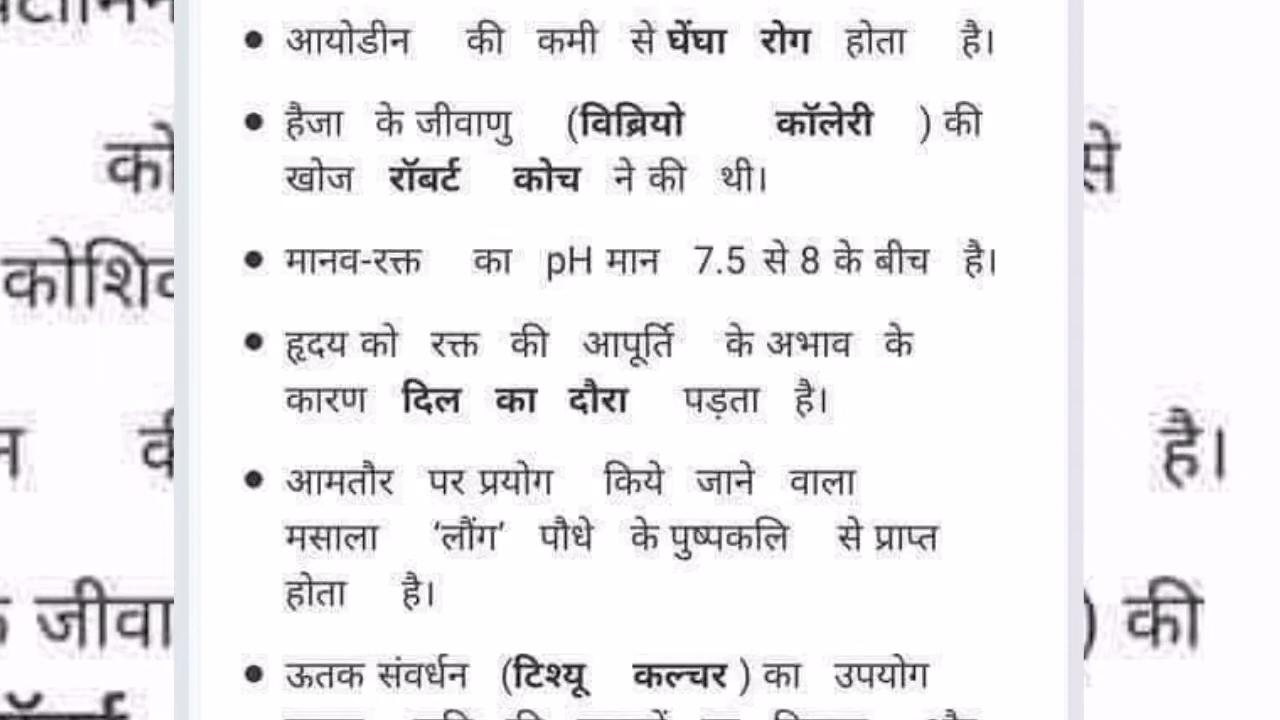 • आयोडीन की कमी से घेंघा रोग होता है।
• हैजा के जीवाणु (विब्रियो कॉलेरी ) की
खोज रॉबर्ट कोच ने की थी।
• मानव-रक्त का pH मान 7.5 से 8 के बीच है।
• हृदय को रक्त की आपूर्ति के अभाव के
कारण दिल का दौरा पड़ता है।
• आमतौर पर प्रयोग किये जाने वाला
मसाला ‘लौंग’ पौधे के पुष्पकलि से प्राप्त
होता है।
• ऊतक संवर्धन (टिश्यू कल्चर ) का उपयोग